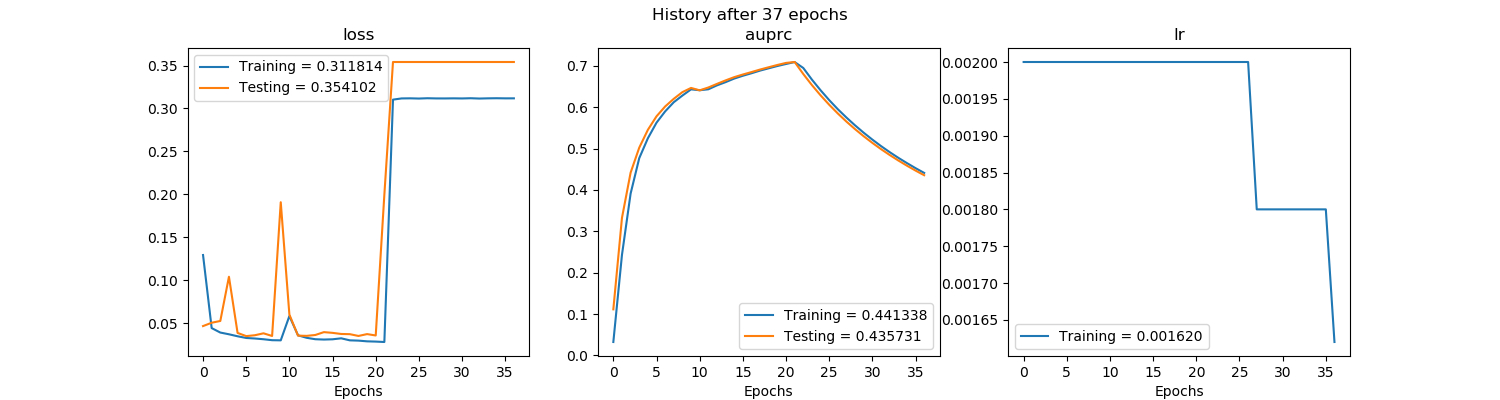 History after 37 epochs
loss
Training = 0.311814
Testing = 0.354102
0.35
0.30
0.25
0.20
0.15
0.10
0.05
0 5 10 15 20 25 30 35
Epochs
auprc
0.7
0.6
0.5
0.4
0.3
0.2
0.1
0.0
Training = 0.441338
Testing = 0.435731
0 5 10 15 20 25 30 35
Epochs
lr
0.00200
0.00195
0.00190
0.00185
0.00180
0.00175
0.00170
0.00165
Training = 0.001620
0 5 10 15 20 25 30 35
Epochs